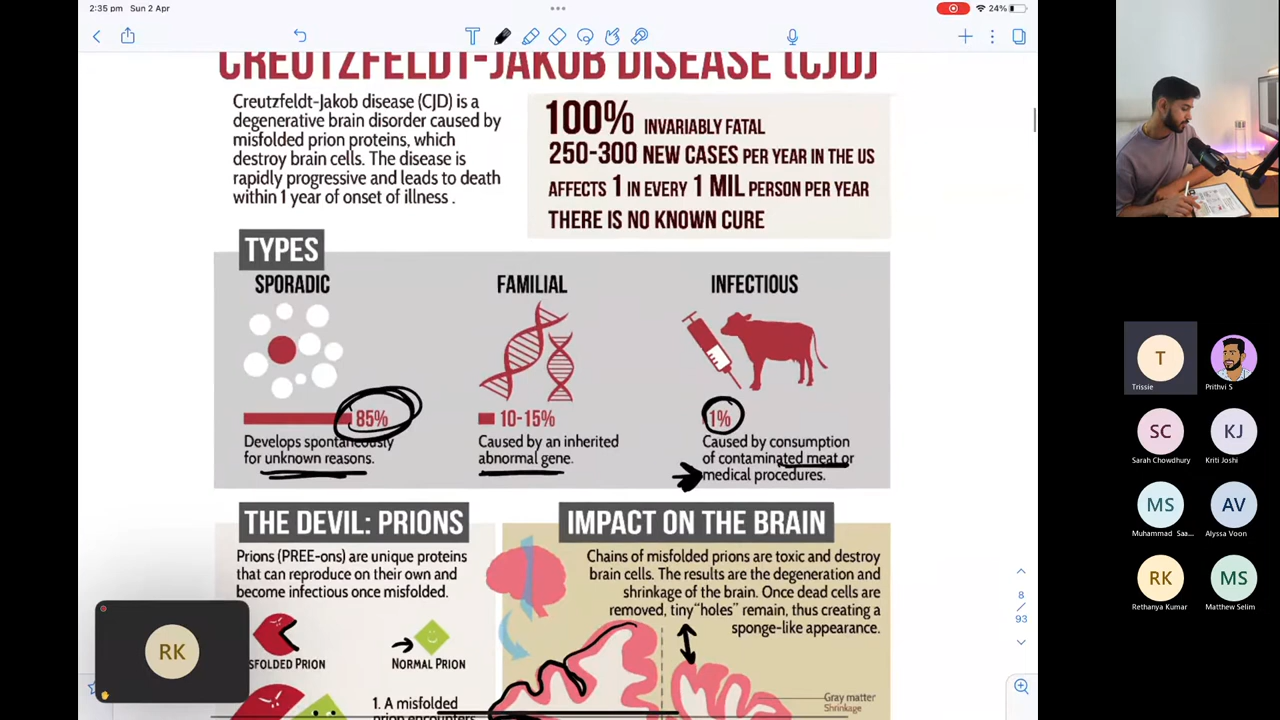 2:35 pm Sun 2 Apr
24%
CREUTZFELDT-JAKOB DISEASE (CJD)
Creutzfeldt-Jakob disease (CJD) is a
degenerative brain disorder caused by
misfolded prion proteins, which
destroy brain cells. The disease is
rapidly progressive and leads to death
within 1 year of onset of illness .
100% INVARIABLY FATAL
250-300 NEW CASES PER YEAR IN THE US
AFFECTS 1 IN EVERY 1 MIL PERSON PER YEAR
THERE IS NO KNOWN CURE
TYPES
SPORADIC
85%
Develops spontaneously
for unknown reasons.
FAMILIAL
10-15%
Caused by an inherited
abnormal gene.
INFECTIOUS
1%
Caused by consumption
of contaminated meat or
medical procedures.
THE DEVIL: PRIONS
Prions (PREE-ons) are unique proteins
that can reproduce on their own and
become infectious once misfolded.
SFOLDED PRION
NORMAL PRION
1. A misfolded
prion encounters
IMPACT ON THE BRAIN
Chains of misfolded prions are toxic and destroy
brain cells. The results are the degeneration and
shrinkage of the brain. Once dead cells are
removed, tiny "holes" remain, thus creating a
sponge-like appearance.
Gray matter
Shrinkage
8
/
93
RK
T
Trissie
Prithvi S
SC
Sarah Chowdhury
KJ
Kriti Joshi
MS
Muhammad Saa...
AV
Alyssa Voon
RK
Rethanya Kumar
MS
Matthew Selim